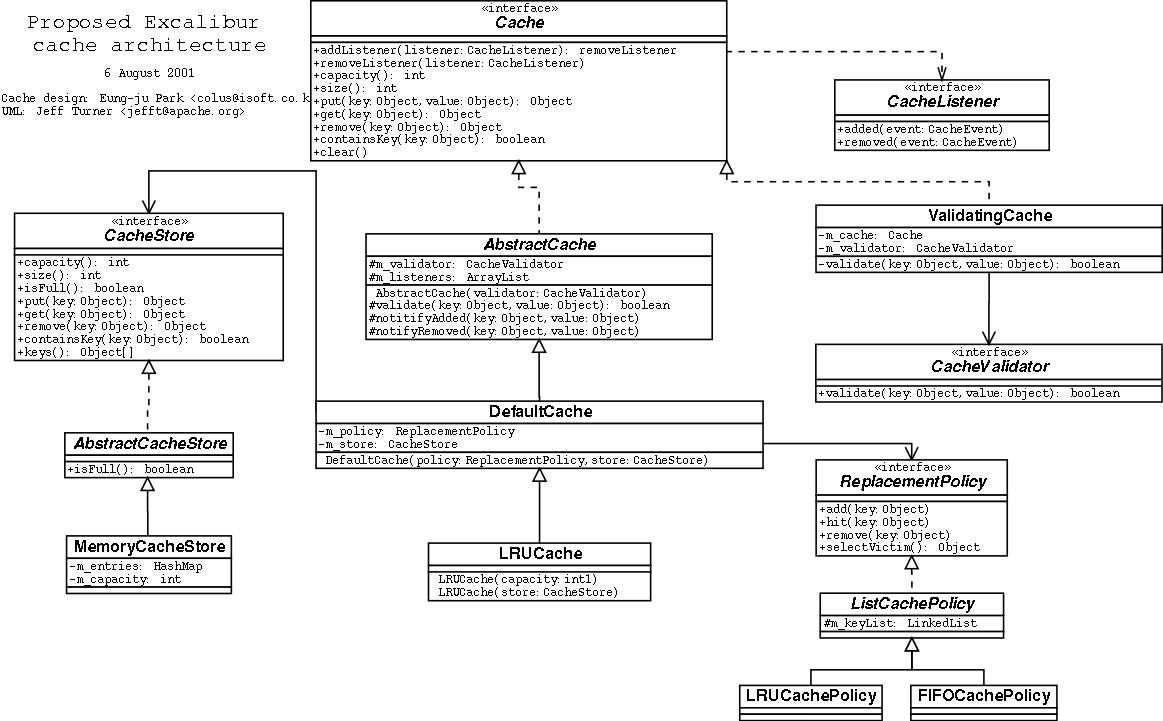 Proposed Excalibur
cache architecture
6 August 2001
Cache design: Eung-ju Park <colus@isoft.co.k
UML: Jeff Turner <jefft@apache.org>
«interface»
Cache
+addListener(listener: CacheListener): removeListener
+removeListener(listener: CacheListener)
+capacity(): int
+size(): int
+put(key: Object, value: Object): Object
+get(key: Object): Object
+remove(key: Object): Object
+containsKey(key: Object): boolean
+clear()
«interface»
CacheListener
+added(event: CacheEvent)
+removed(event: CacheEvent)
«interface»
CacheStore
+capacity(): int
+size(): int
+isFull(): boolean
+put(key: Object): Object
+get(key: Object): Object
+remove(key: Object): Object
+containsKey(key: Object): boolean
+keys(): Object[]
AbstractCache
#m_validator: CacheValidator
#m_listeners: ArrayList
AbstractCache(validator: CacheValidator)
#validate(key: Object, value: Object): boolean
#notitifyAdded(key: Object, value: Object)
#notifyRemoved(key: Object, value: Object)
ValidatingCache
-m_cache: Cache
-m_validator: CacheValidator
-validate(key: Object, value: Object): boolean
«interface»
CacheValidator
+validate(key: Object, value: Object): boolean
DefaultCache
-m_policy: ReplacementPolicy
-m_store: CacheStore
DefaultCache(policy: ReplacementPolicy, store: CacheStore)
AbstractCacheStore
+isFull(): boolean
«interface»
ReplacementPolicy
+add(key: Object)
+hit(key: Object)
+remove(key: Object)
+selectVictim(): Object
MemoryCacheStore
-m_entries: HashMap
-m_capacity: int
LRUCache
LRUCache(capacity: int1)
LRUCache(store: CacheStore)
ListCachePolicy
#m_keyList: LinkedList
LRUCachePolicy
FIFOCachePolicy